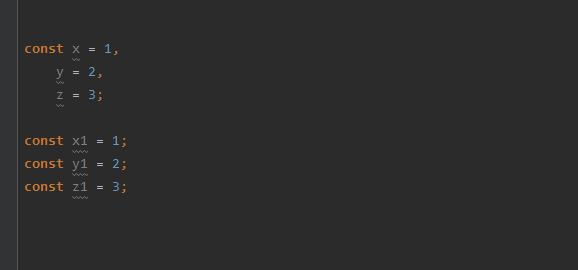 const x = 1,
    y = 2,
    z = 3;

const x1 = 1;
const y1 = 2;
const z1 = 3;